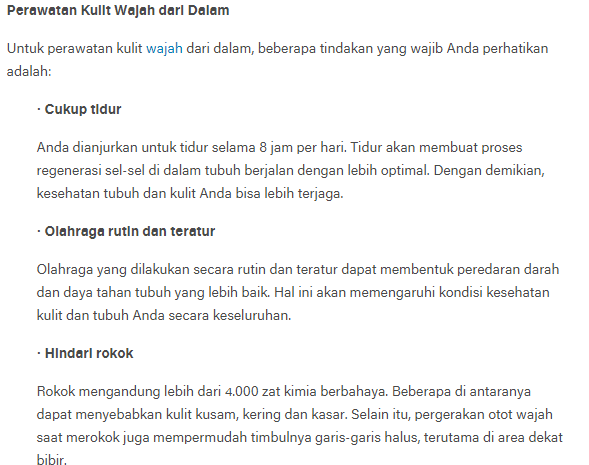 Perawatan Kulit Wajah dari Dalam
Untuk perawatan kulit wajah dari dalam, beberapa tindakan yang wajib Anda perhatikan
adalah:
· Cukup tidur
Anda dianjurkan untuk tidur selama 8 jam per hari. Tidur akan membuat proses
regenerasi sel-sel di dalam tubuh berjalan dengan lebih optimal. Dengan demikian,
kesehatan tubuh dan kulit Anda bisa lebih terjaga.
· Olahraga rutin dan teratur
Olahraga yang dilakukan secara rutin dan teratur dapat membentuk peredaran darah
dan daya tahan tubuh yang lebih baik. Hal ini akan memengaruhi kondisi kesehatan
kulit dan tubuh Anda secara keseluruhan.
· Hindari rokok
Rokok mengandung lebih dari 4.000 zat kimia berbahaya. Beberapa di antaranya
dapat menyebabkan kulit kusam, kering dan kasar. Selain itu, pergerakan otot wajah
saat merokok juga mempermudah timbulnya garis-garis halus, terutama di area dekat
bibir.